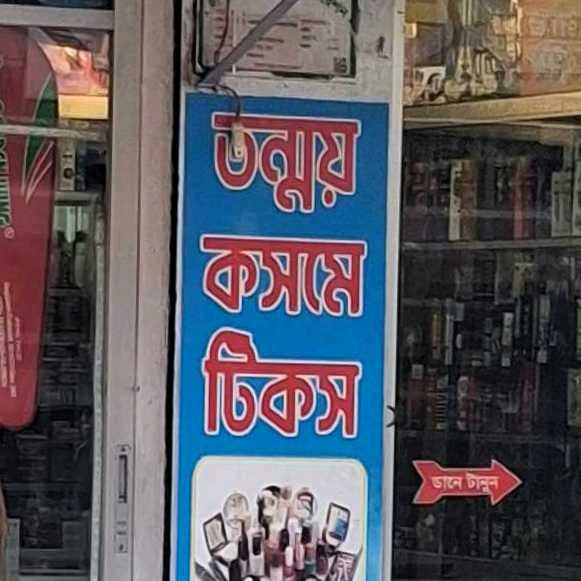 তন্ময়
কসমে
টিকস
ডানে টানুন